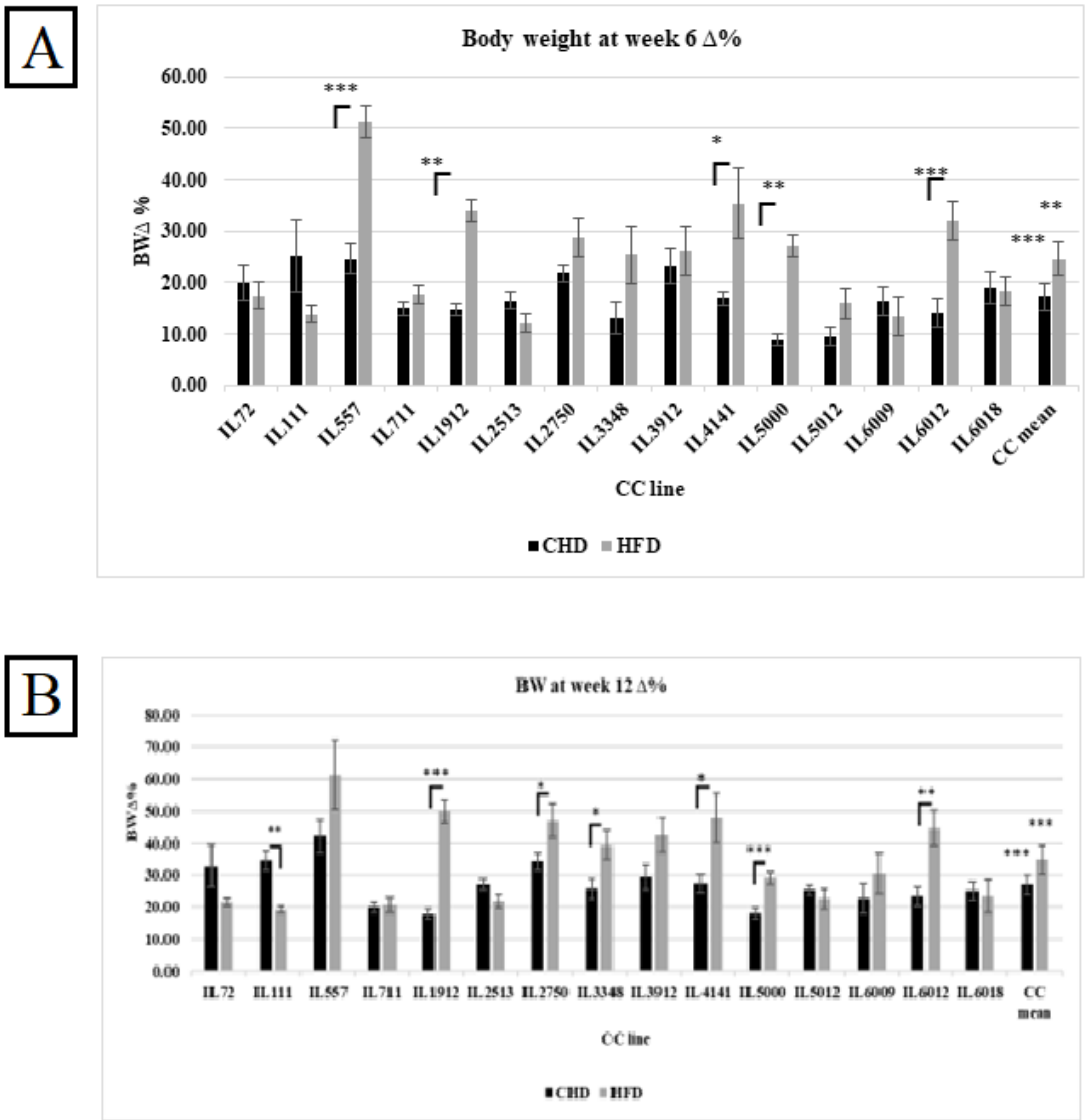 A
Body weight at week 6 Δ%
60.00
50.00
40.00
30.00
20.00
10.00
0.00
BWΔ %
***
**
*
**
***
***
**
IL72 IL111 IL557 IL711 IL1912 IL2513 IL2750 IL3348 IL3912 IL4141 IL5000 IL5012 IL6009 IL6012 IL6018 CC mean
CC line
CHD HFD
B
BW at week 12 Δ%
80.00
70.00
60.00
50.00
40.00
30.00
20.00
10.00
0.00
BWΔ%
**
***
*
*
*
***
**
***
***
IL72 IL111 IL557 IL711 IL1912 IL2513 IL2750 IL3348 IL3912 IL4141 IL5000 IL5012 IL6009 IL6012 IL6018 CC mean
CC line
CHD HFD